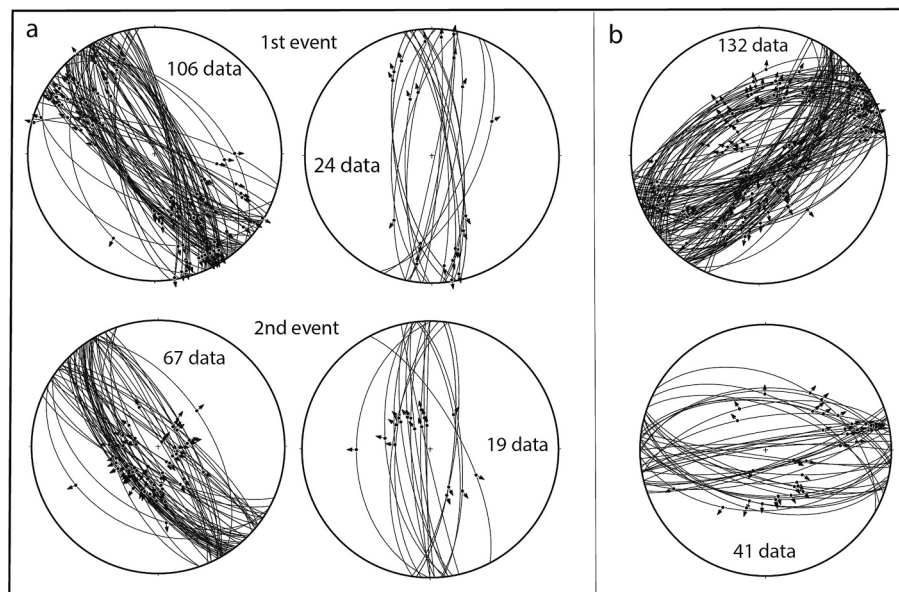 a
1st event
b
106 data
132 data
24 data
2nd event
67 data
19 data
41 data